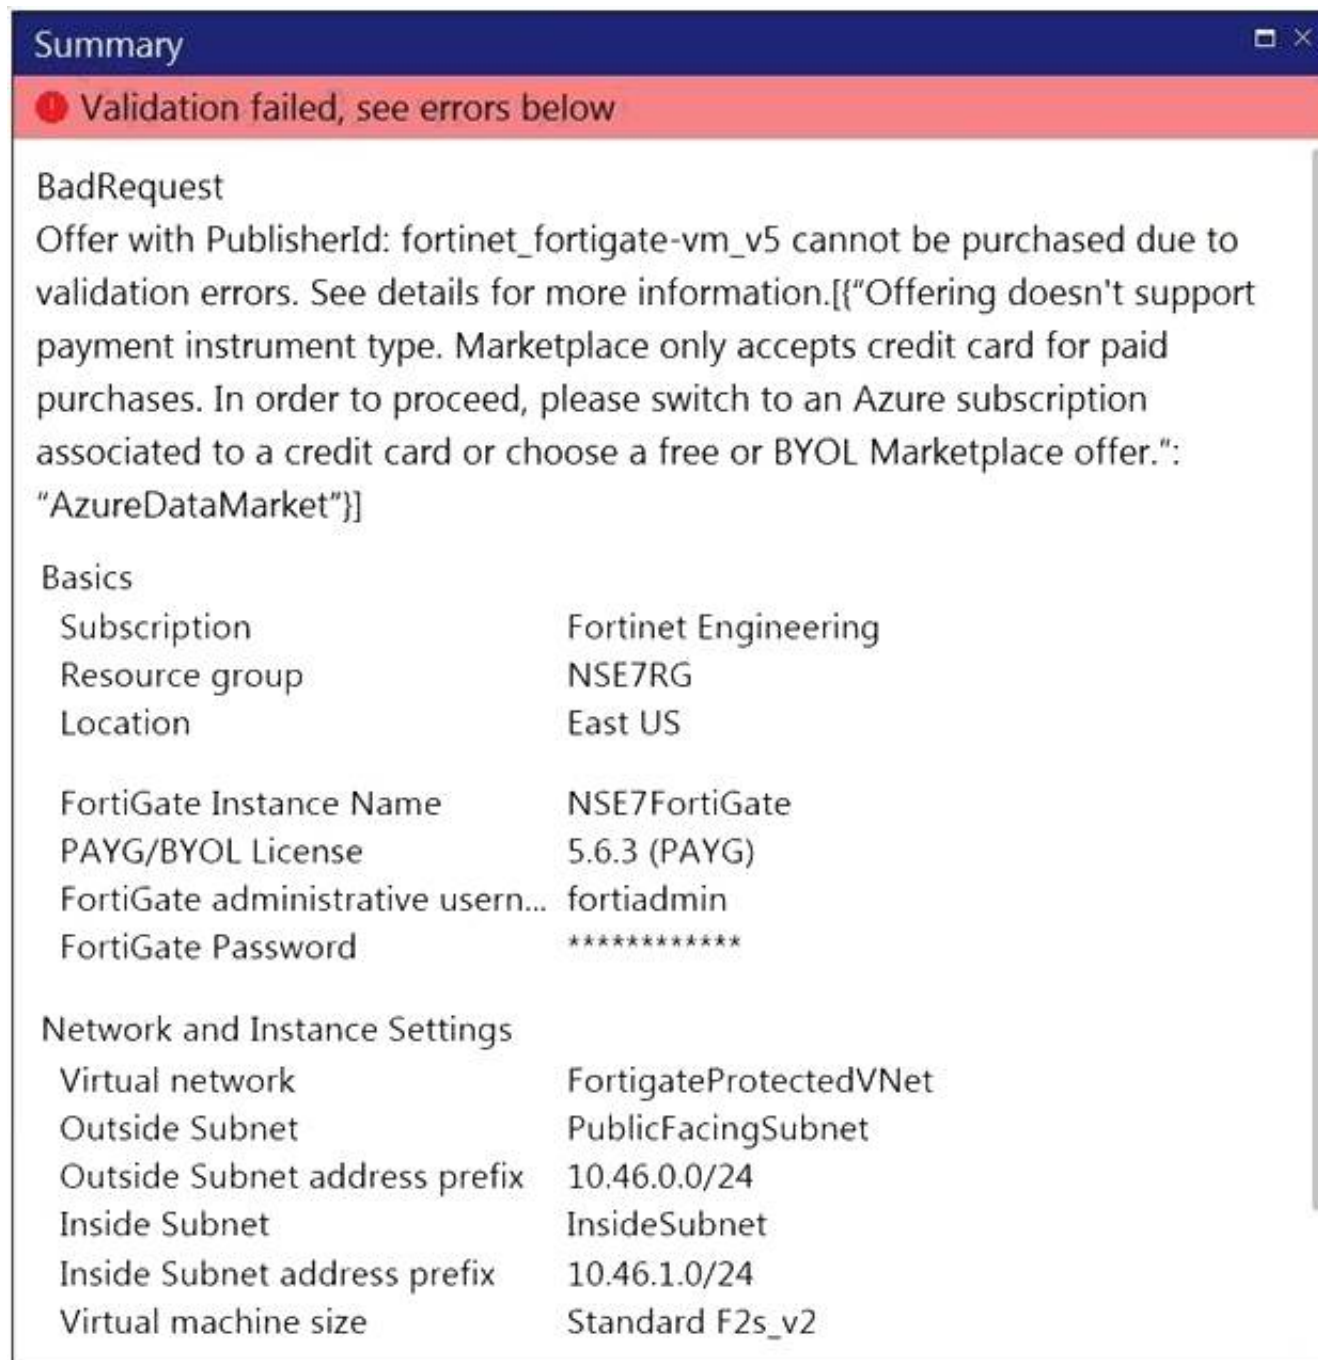 Summary
Validation failed, see errors below
BadRequest
Offer with PublisherId: fortinet_fortigate-vm_v5 cannot be purchased due to
validation errors. See details for more information.[{“Offering doesn't support
payment instrument type. Marketplace only accepts credit card for paid
purchases. In order to proceed, please switch to an Azure subscription
associated to a credit card or choose a free or BYOL Marketplace offer.”:
“AzureDataMarket”}]
Basics
Subscription Fortinet Engineering
Resource group NSE7RG
Location East US
FortiGate Instance Name NSE7FortiGate
PAYG/BYOL License 5.6.3 (PAYG)
FortiGate administrative usern... fortiadmin
FortiGate Password ************
Network and Instance Settings
Virtual network FortigateProtectedVNet
Outside Subnet PublicFacingSubnet
Outside Subnet address prefix 10.46.0.0/24
Inside Subnet InsideSubnet
Inside Subnet address prefix 10.46.1.0/24
Virtual machine size Standard F2s_v2